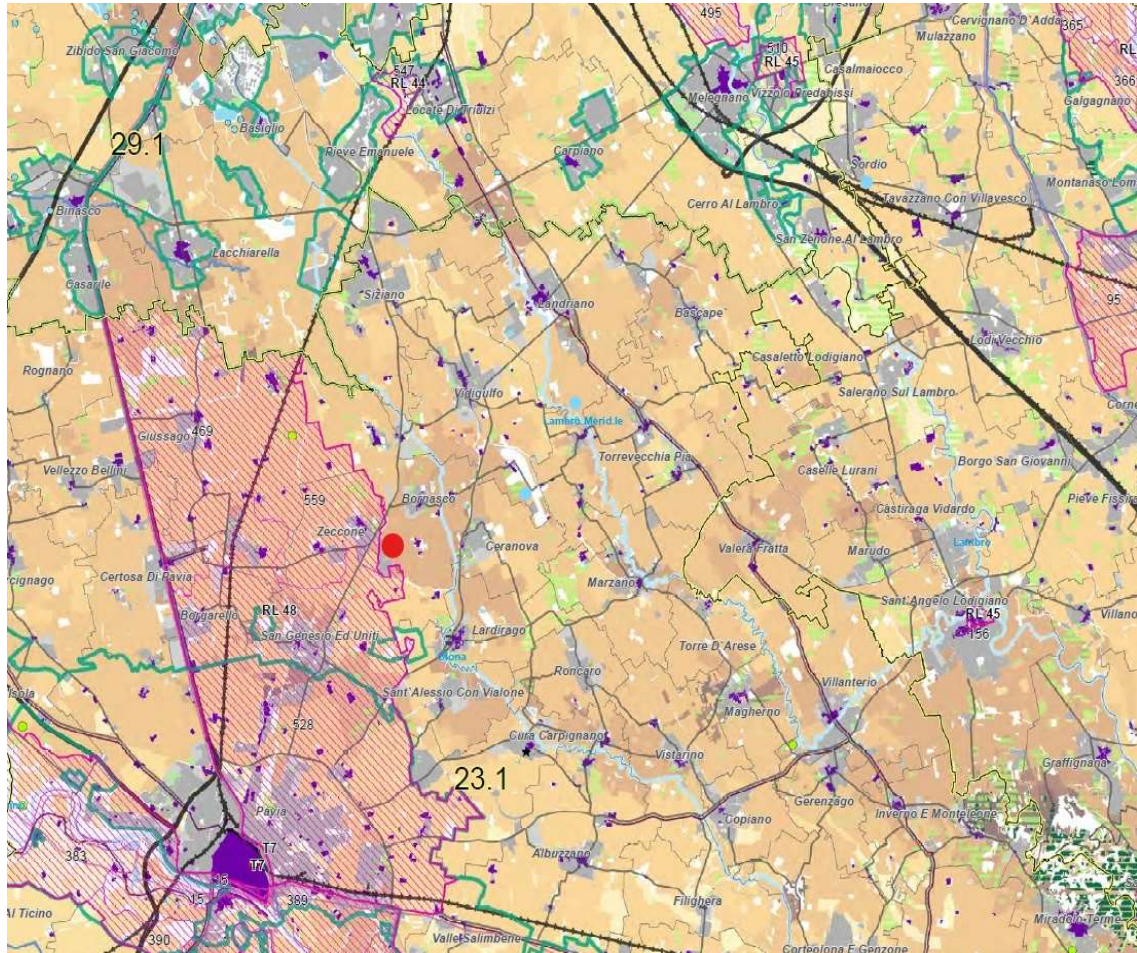 495
Cervignano D`Adda
Mulazzano
365
Zibido San Giacomo
510
RL 45
547
RL 44
Casalmaiocco
RL
366
Locate Di Triulzi
Melegnano
Vizzolo Predabissi
Galgagnano
Basiglio
29.1
Pieve Emanuele
Carpiano
Sordio
Montanaso Lom
Binasco
Cerro Al Lambro
Tavazzano Con Villavesco
San Zenone Al Lambro
Lacchiarella
Casarile
Siziano
Landriano
95
Bascape`
Lodi Vecchio
Rognano
Casaletto Lodigiano
Salerano Sul Lambro
Vidigulfo
Corne
Lambro Merid.le
Giussago
469
Torrevecchia Pia
Borgo San Giovanni
Vellezzo Bellini
Caselle Lurani
559
Bornasco
Pieve Fissira
Castiraga Vidardo
Zeccone
Ceranova
Valera Fratta
Marudo
Lambro
Certosa Di Pavia
Marzano
Sant`Angelo Lodigiano
RL 48
Borgarello
RL 45
Villano
156
San Genesio Ed Uniti
Lardirago
Olona
Torre D`Arese
Roncaro
Villanterio
Sant`Alessio Con Vialone
Magherno
528
Cura Carpignano
Vistarino
Graffignana
23.1
Gerenzago
Pavia
Copiano
Inverno E Monteleone
T7
T7
Albuzzano
383
15
15
389
Filighera
Miradolo Terme
Al Ticino
390
Valle Salimbene
Corteolona E Genzone